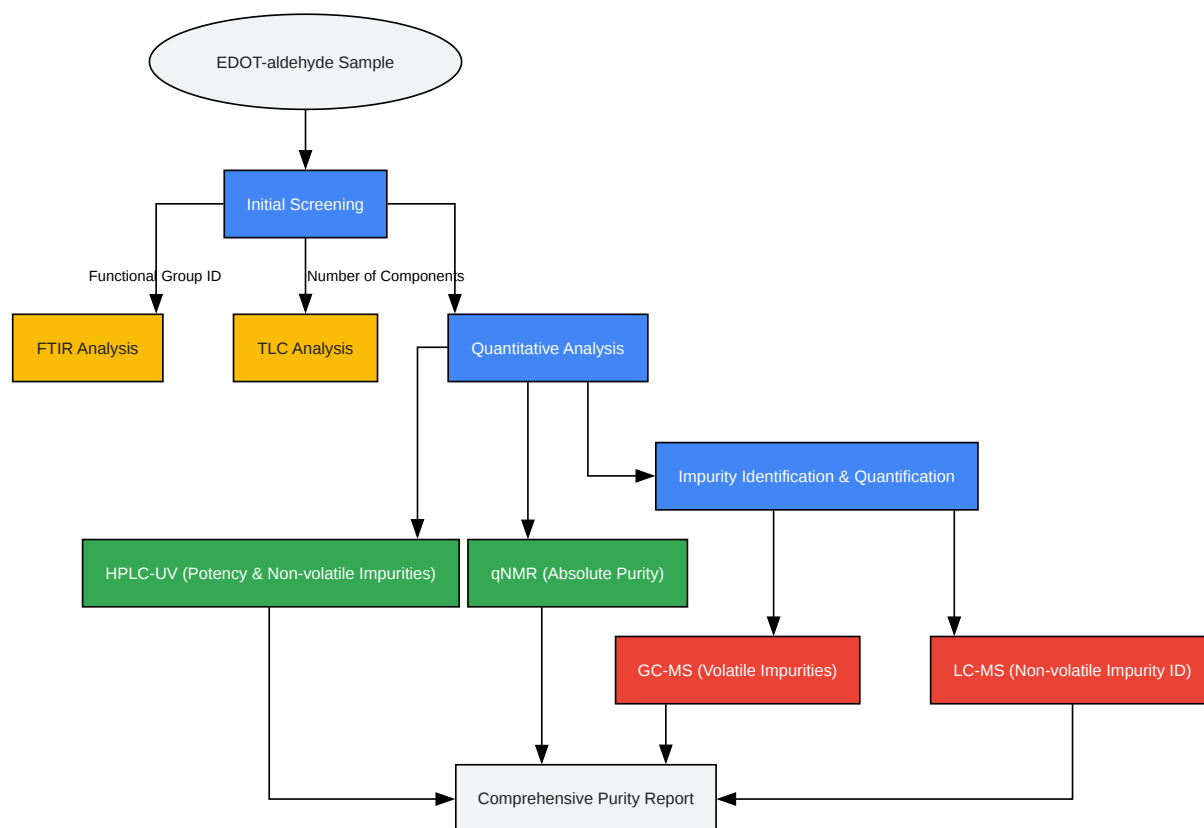 EDOT-aldehyde Sample
Initial Screening
Functional Group ID
Number of Components
FTIR Analysis
TLC Analysis
Quantitative Analysis
Impurity Identification & Quantification
HPLC-UV (Potency & Non-volatile Impurities)
qNMR (Absolute Purity)
GC-MS (Volatile Impurities)
LC-MS (Non-volatile Impurity ID)
Comprehensive Purity Report